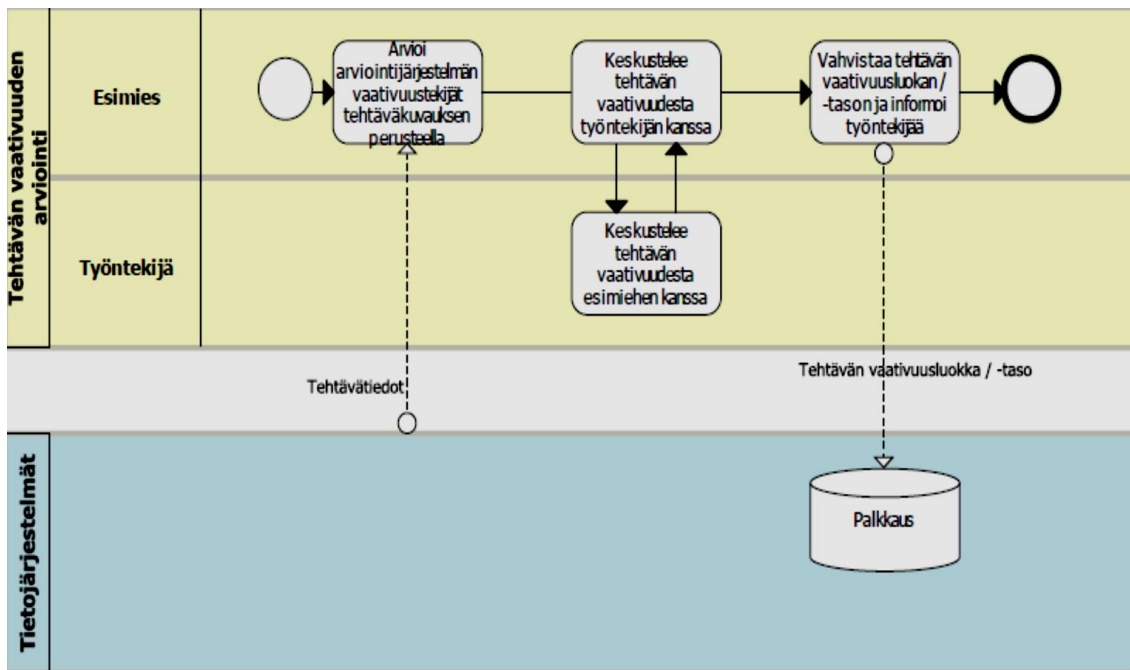 Tehtävän vaativuuden
arviointi
Esimies
Arvioi
arviointijärjestelmän
vaativuustekijät
tehtäväkuvauksen
perusteella
Keskustelee
tehtävän
vaativuudesta
työntekijän kanssa
Vahvistaa tehtävän
vaativuusluokan /
-tason ja informoi
työntekijää
Työntekijä
Keskustelee
tehtävän
vaativuudesta
esimiehen kanssa
Tehtävätiedot
Tehtävän vaativuusluokka / -taso
Tietojärjestelmät
Palkkaus